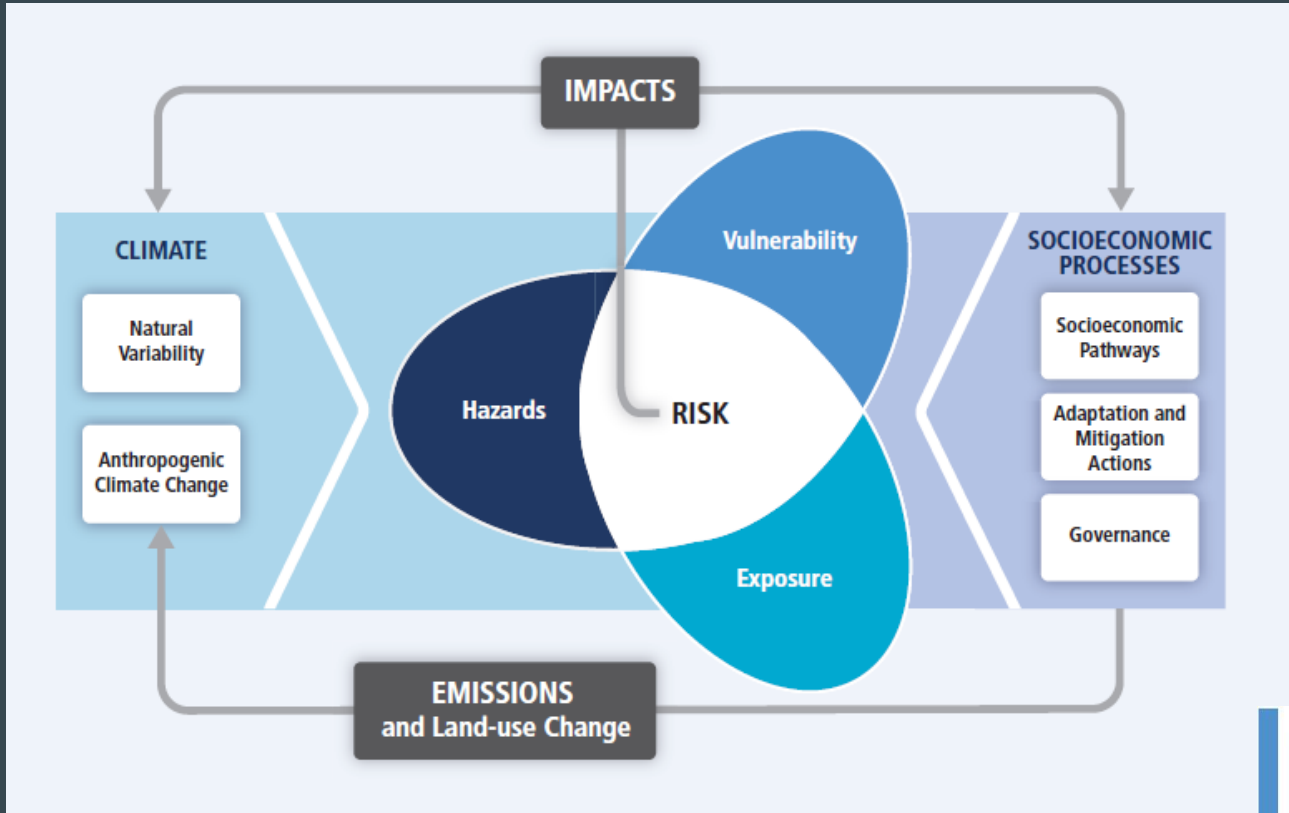 IMPACTS
CLIMATE
Natural
Variability
Anthropogenic
Climate Change
Vulnerability
Hazards
RISK
Exposure
SOCIOECONOMIC
PROCESSES
Socioeconomic
Pathways
Adaptation and
Mitigation
Actions
Governance
EMISSIONS
and Land-use Change